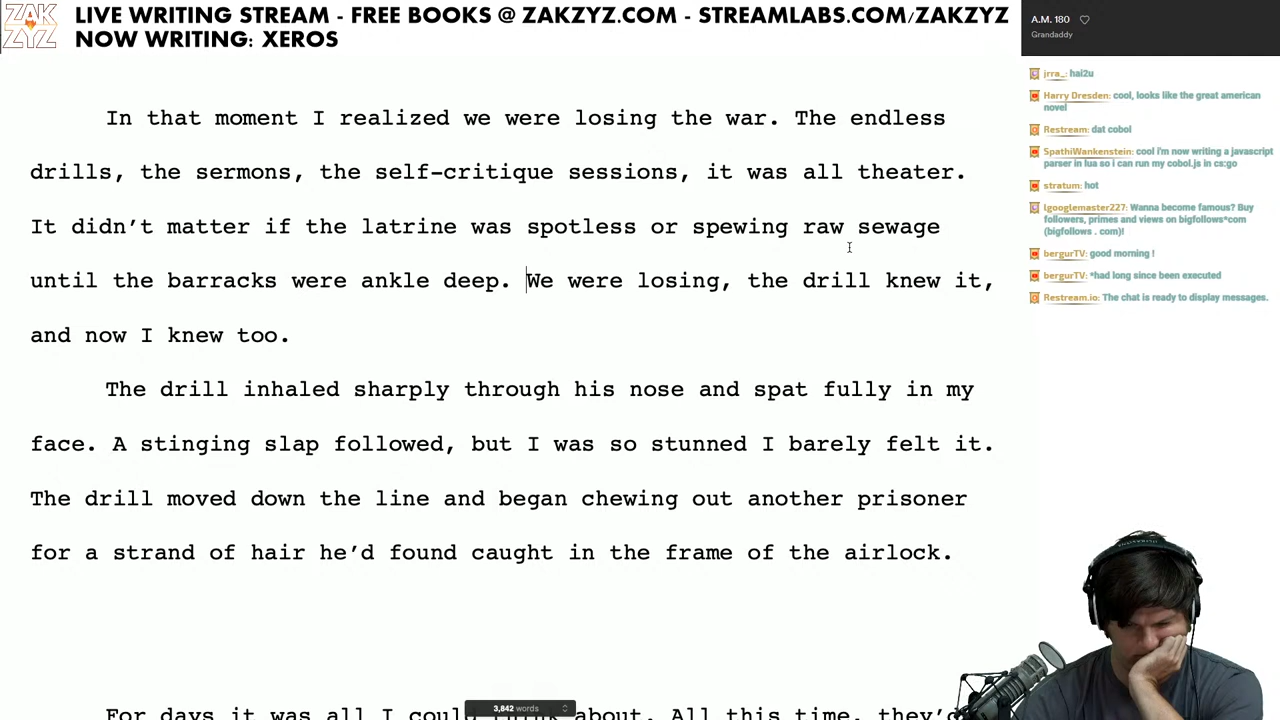 ZAK
ZYZ
LIVE WRITING STREAM - FREE BOOKS @ ZAKZYZ.COM - STREAMLABS.COM/ZAKZYZ
NOW WRITING: XEROS
In that moment I realized we were losing the war. The endless
drills, the sermons, the self-critique sessions, it was all theater.
It didn’t matter if the latrine was spotless or spewing raw sewage
until the barracks were ankle deep. We were losing, the drill knew it,
and now I knew too.
The drill inhaled sharply through his nose and spat fully in my
face. A stinging slap followed, but I was so stunned I barely felt it.
The drill moved down the line and began chewing out another prisoner
for a strand of hair he’d found caught in the frame of the airlock.
For days it was all I could think about. All this time, they’d
3,842 words
A.M. 180
Grandaddy
jrra_: hai2u
Harry Dresden: cool, looks like the great american
novel
Restream: dat cobol
SpathiWankenstein: cool i'm now writing a javascript
parser in lua so i can run my cobol.js in cs:go
stratum: hot
lgooglemaster227: Wanna become famous? Buy
followers, primes and views on bigfollows*com
(bigfollows . com)!
bergurTV: good morning !
bergurTV: *had long since been executed
Restream.io: The chat is ready to display messages.